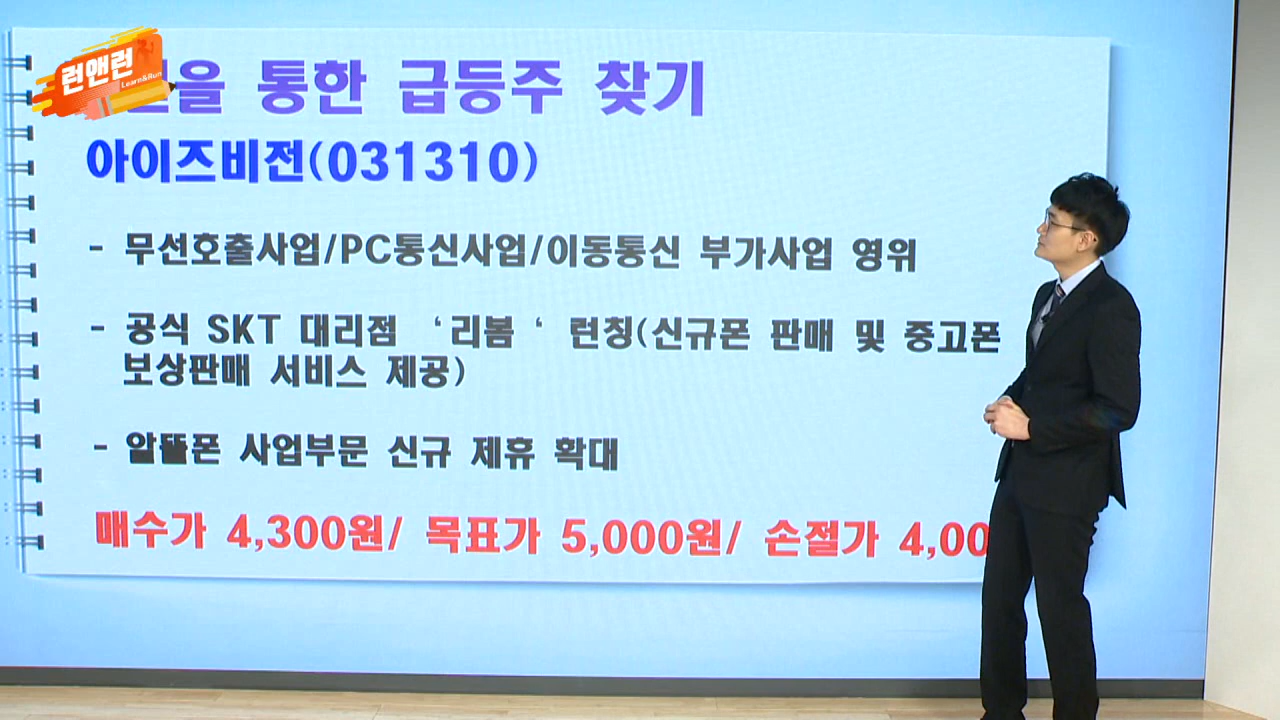 런앤런
Learn&Run
통한 급등주 찾기
아이즈비전(031310)
- 무선호출사업/PC통신사업/이동통신 부가사업 영위
- 공식 SKT 대리점 ‘리봄 ‘ 런칭(신규폰 판매 및 중고폰
보상판매 서비스 제공)
- 알뜰폰 사업부문 신규 제휴 확대
매수가 4,300원/ 목표가 5,000원/ 손절가 4,00